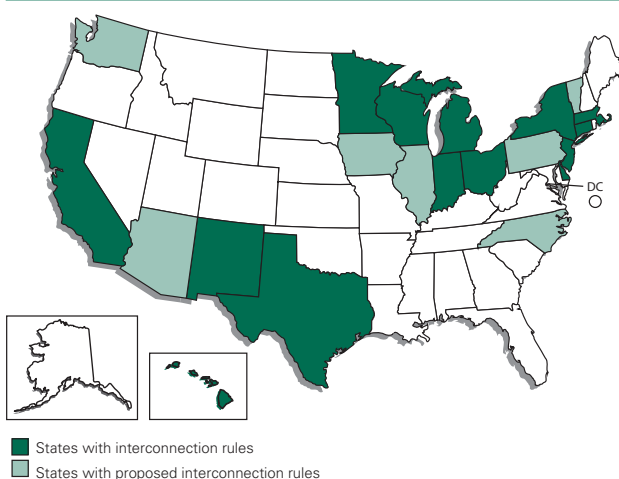 DC
States with interconnection rules
States with proposed interconnection rules